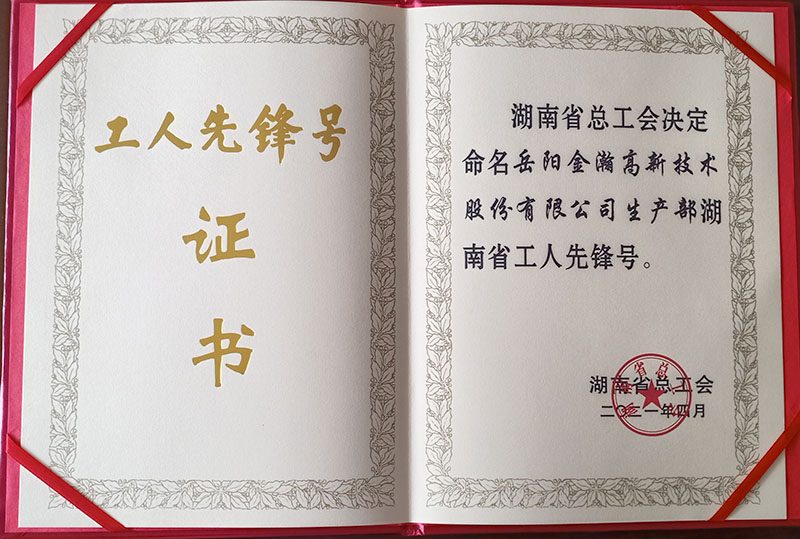 工人先锋号
证
书
湖南省总工会决定
命名岳阳金瀚高新技术
股份有限公司生产部湖
南省工人先锋号。
湖南省总工会
二〇二一年四月